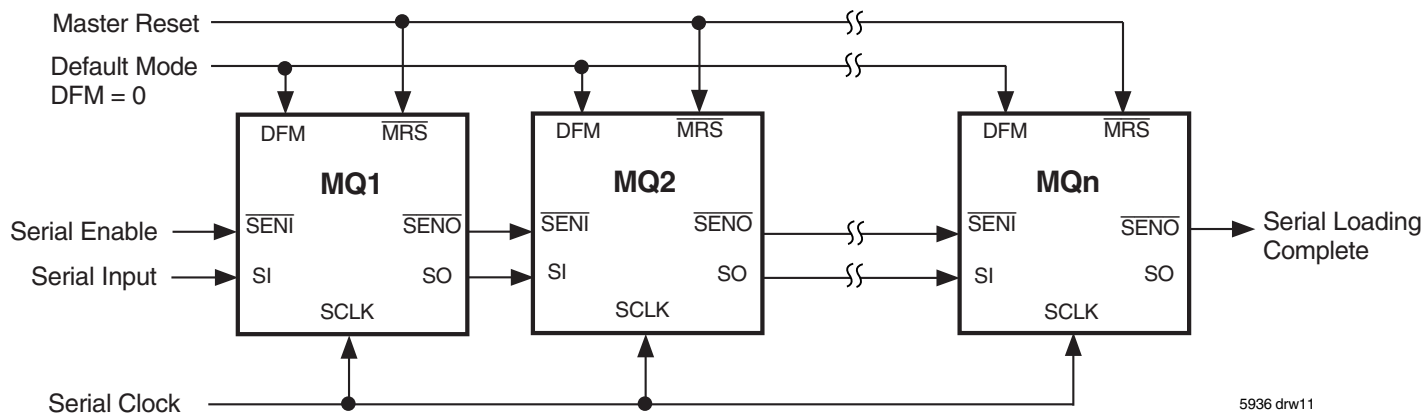 Master Reset
Default Mode
DFM = 0
DFM
MRS
MQ1
SENI
SENO
SI
SO
SCLK
DFM
MRS
MQ2
SENI
SENO
SI
SO
SCLK
DFM
MRS
MQn
SENI
SENO
SI
SO
SCLK
Serial Enable
Serial Input
Serial Loading
Complete
Serial Clock
5936 drw11